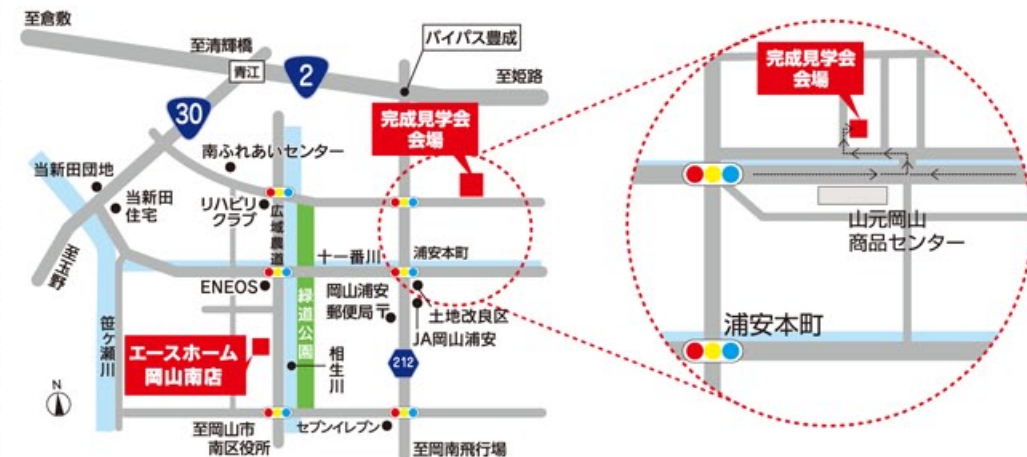 至倉敷
至清輝橋
バイパス豊成
青江
2
至姫路
30
完成見学会
会場
南ふれあいセンター
当新田団地
当新田
住宅
リハビリ
クラブ
広域農道
十一番川
浦安本町
至玉野
ENEOS
緑道公園
岡山浦安
郵便局〒
土地改良区
JA岡山浦安
笹ヶ瀬川
エースホーム
岡山南店
相生川
212
N
至岡山市
南区役所
セブンイレブン
至岡南飛行場
完成見学会
会場
山元岡山
商品センター
浦安本町